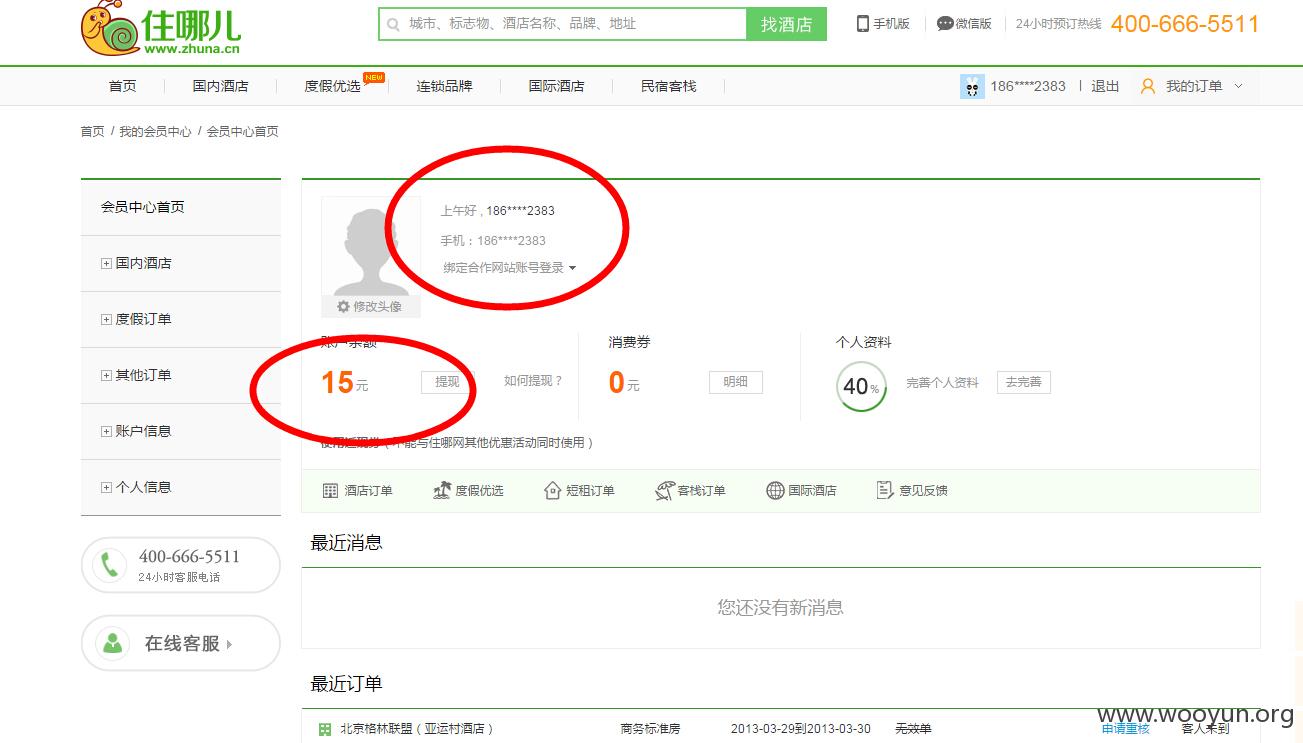 住哪儿
www.zhuna.cn
城市、标志物、酒店名称、品牌、地址
找酒店
手机版
微信版
24小时预订热线 400-666-5511
首页 国内酒店 度假优选 NEW 连锁品牌 国际酒店 民宿客栈
186****2383 | 退出 我的订单
首页 / 我的会员中心 / 会员中心首页
会员中心首页
国内酒店
度假订单
其他订单
账户信息
个人信息
400-666-5511
24小时客服电话
在线客服
上午好 , 186****2383
手机:186****2383
绑定合作网站账号登录
修改头像
账户余额
15元 提现 如何提现?
消费券
0元 明细
个人资料
40% 完善个人资料 去完善
使用返现券(不能与住哪网其他优惠活动同时使用)
酒店订单 度假优选 短租订单 客栈订单 国际酒店 意见反馈
最近消息
您还没有新消息
最近订单
北京格林联盟(亚运村酒店) 商务标准房 2013-03-29到2013-03-30 无效单 申请重核 客人未到
www.wooyun.org